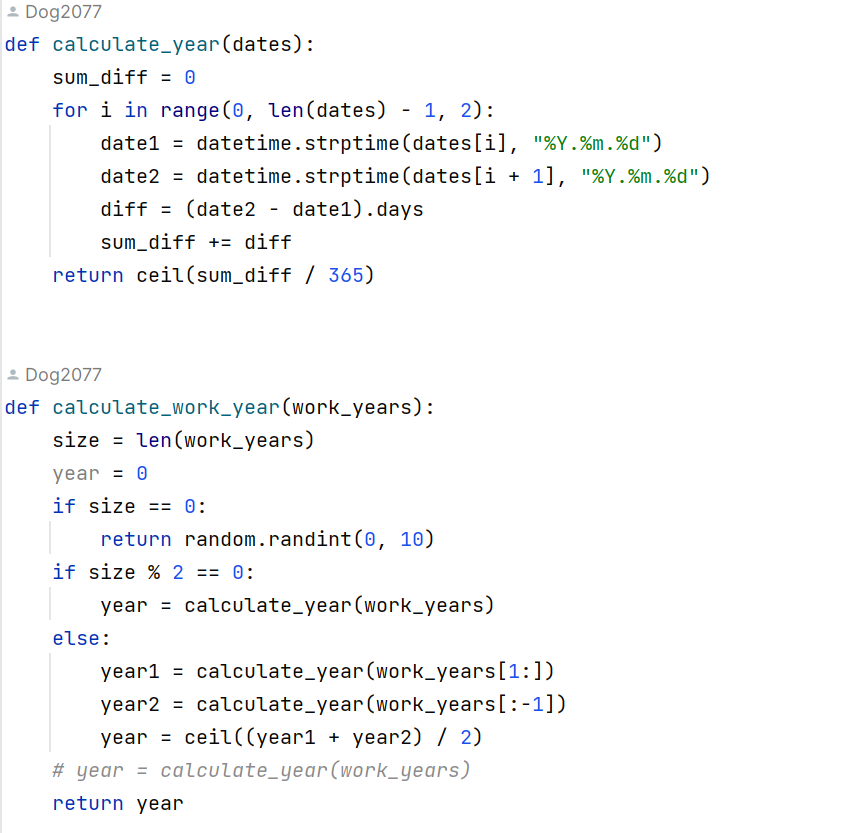 Dog2077
def calculate_year(dates):
    sum_diff = 0
    for i in range(0, len(dates) - 1, 2):
        date1 = datetime.strptime(dates[i], "%Y.%m.%d")
        date2 = datetime.strptime(dates[i + 1], "%Y.%m.%d")
        diff = (date2 - date1).days
        sum_diff += diff
    return ceil(sum_diff / 365)
Dog2077
def calculate_work_year(work_years):
    size = len(work_years)
    year = 0
    if size == 0:
        return random.randint(0, 10)
    if size % 2 == 0:
        year = calculate_year(work_years)
    else:
        year1 = calculate_year(work_years[1:])
        year2 = calculate_year(work_years[:-1])
        year = ceil((year1 + year2) / 2)
    # year = calculate_year(work_years)
    return year